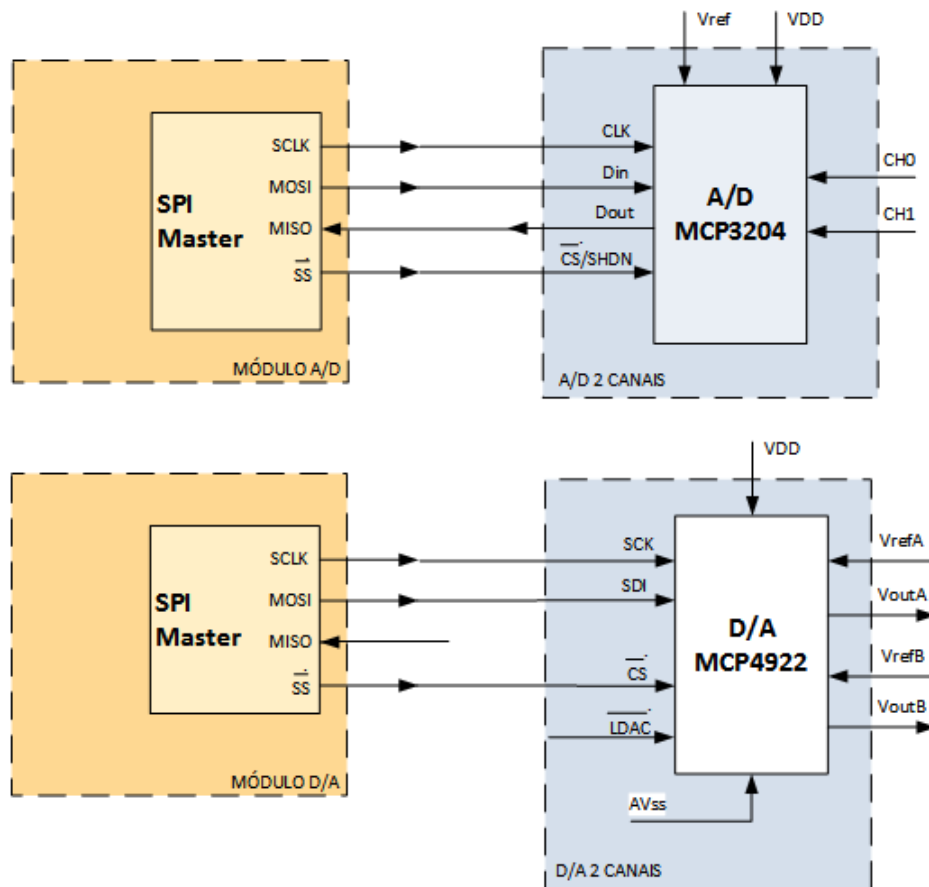 Vref
VDD
SCLK
CLK
MOSI
Din
CH0
SPI
Master
MISO
Dout
A/D
MCP3204
CH1
SS
CS/SHDN
MÓDULO A/D
A/D 2 CANAIS
VDD
SCLK
SCK
VrefA
SPI
Master
MOSI
SDI
VoutA
MISO
D/A
MCP4922
SS
CS
VrefB
LDAC
VoutB
MÓDULO D/A
AVss
D/A 2 CANAIS